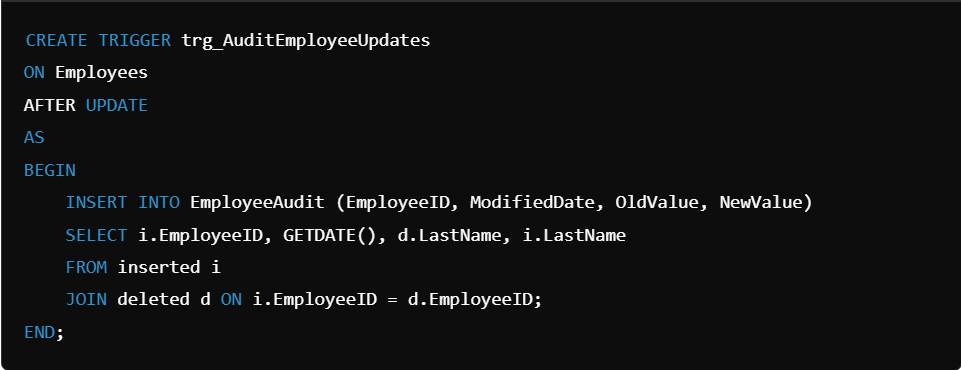 CREATE TRIGGER trg_AuditEmployeeUpdates
ON Employees
AFTER UPDATE
AS
BEGIN
    INSERT INTO EmployeeAudit (EmployeeID, ModifiedDate, OldValue, NewValue)
    SELECT i.EmployeeID, GETDATE(), d.LastName, i.LastName
    FROM inserted i
    JOIN deleted d ON i.EmployeeID = d.EmployeeID;
END;